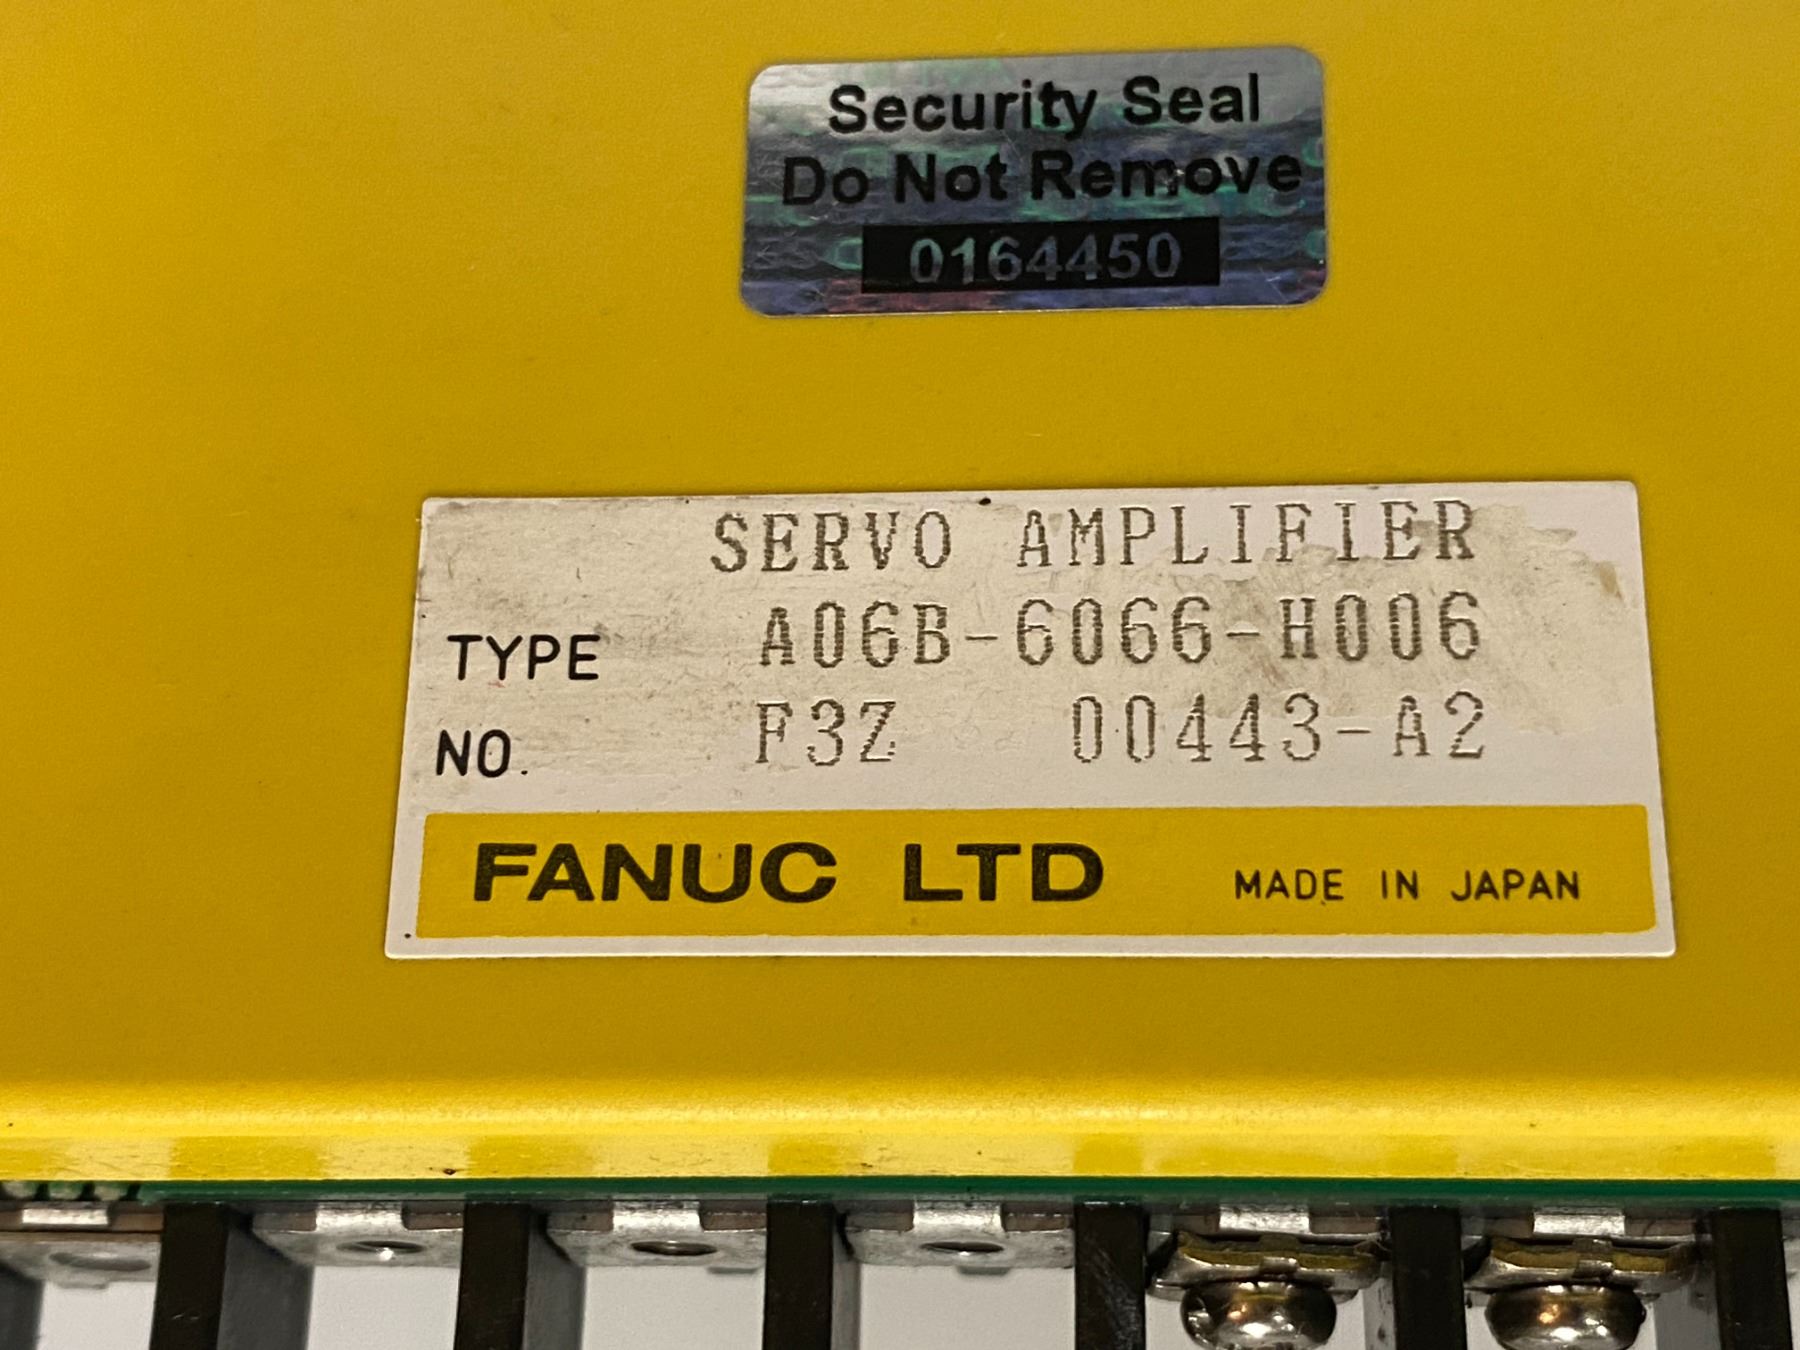 Security Seal
Do Not Remove
0164450
SERVO AMPLIFIER
TYPE A06B-6066-H006
NO. F3Z 00443-A2
FANUC LTD MADE IN JAPAN